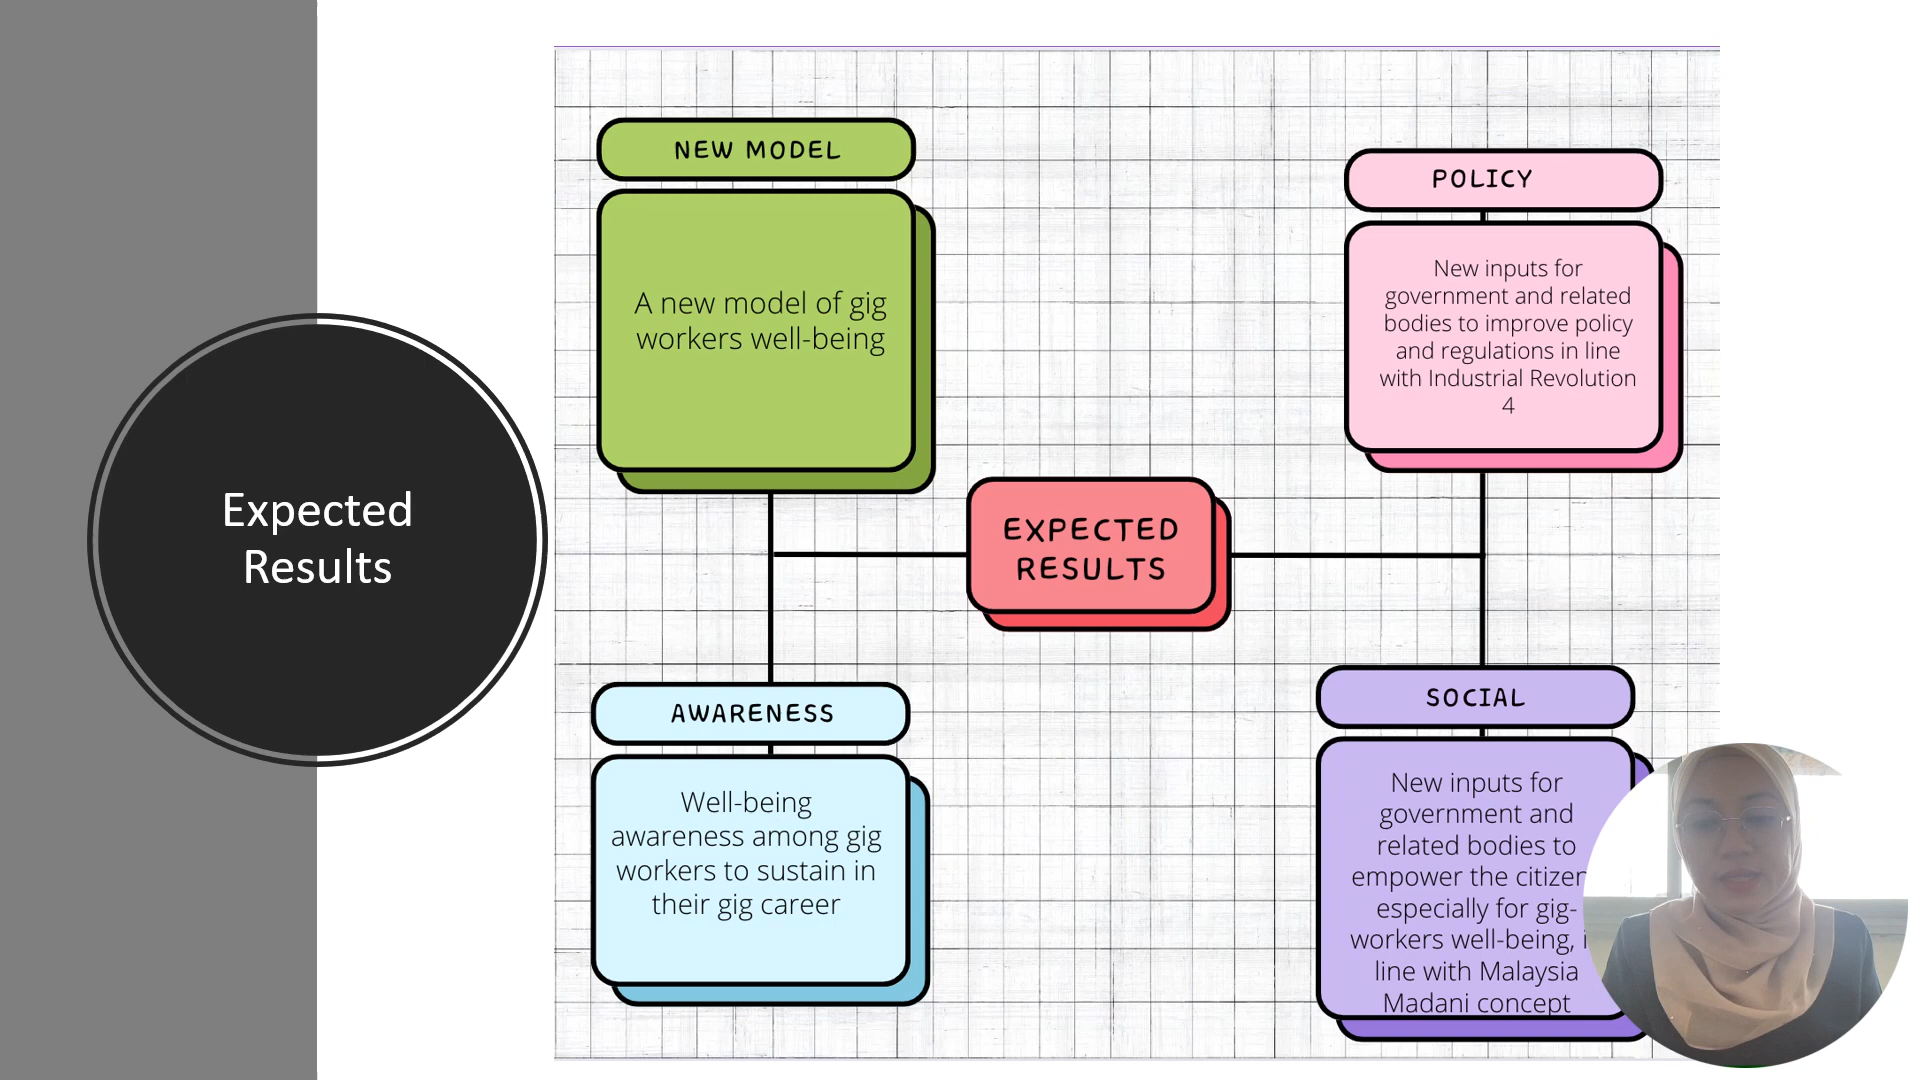 Expected
Results
NEW MODEL
A new model of gig
workers well-being
POLICY
New inputs for
government and related
bodies to improve policy
and regulations in line
with Industrial Revolution
4
EXPECTED
RESULTS
AWARENESS
Well-being
awareness among gig
workers to sustain in
their gig career
SOCIAL
New inputs for
government and
related bodies to
empower the
especially for gig-
workers well-being,
line with Malaysia
Madani concept